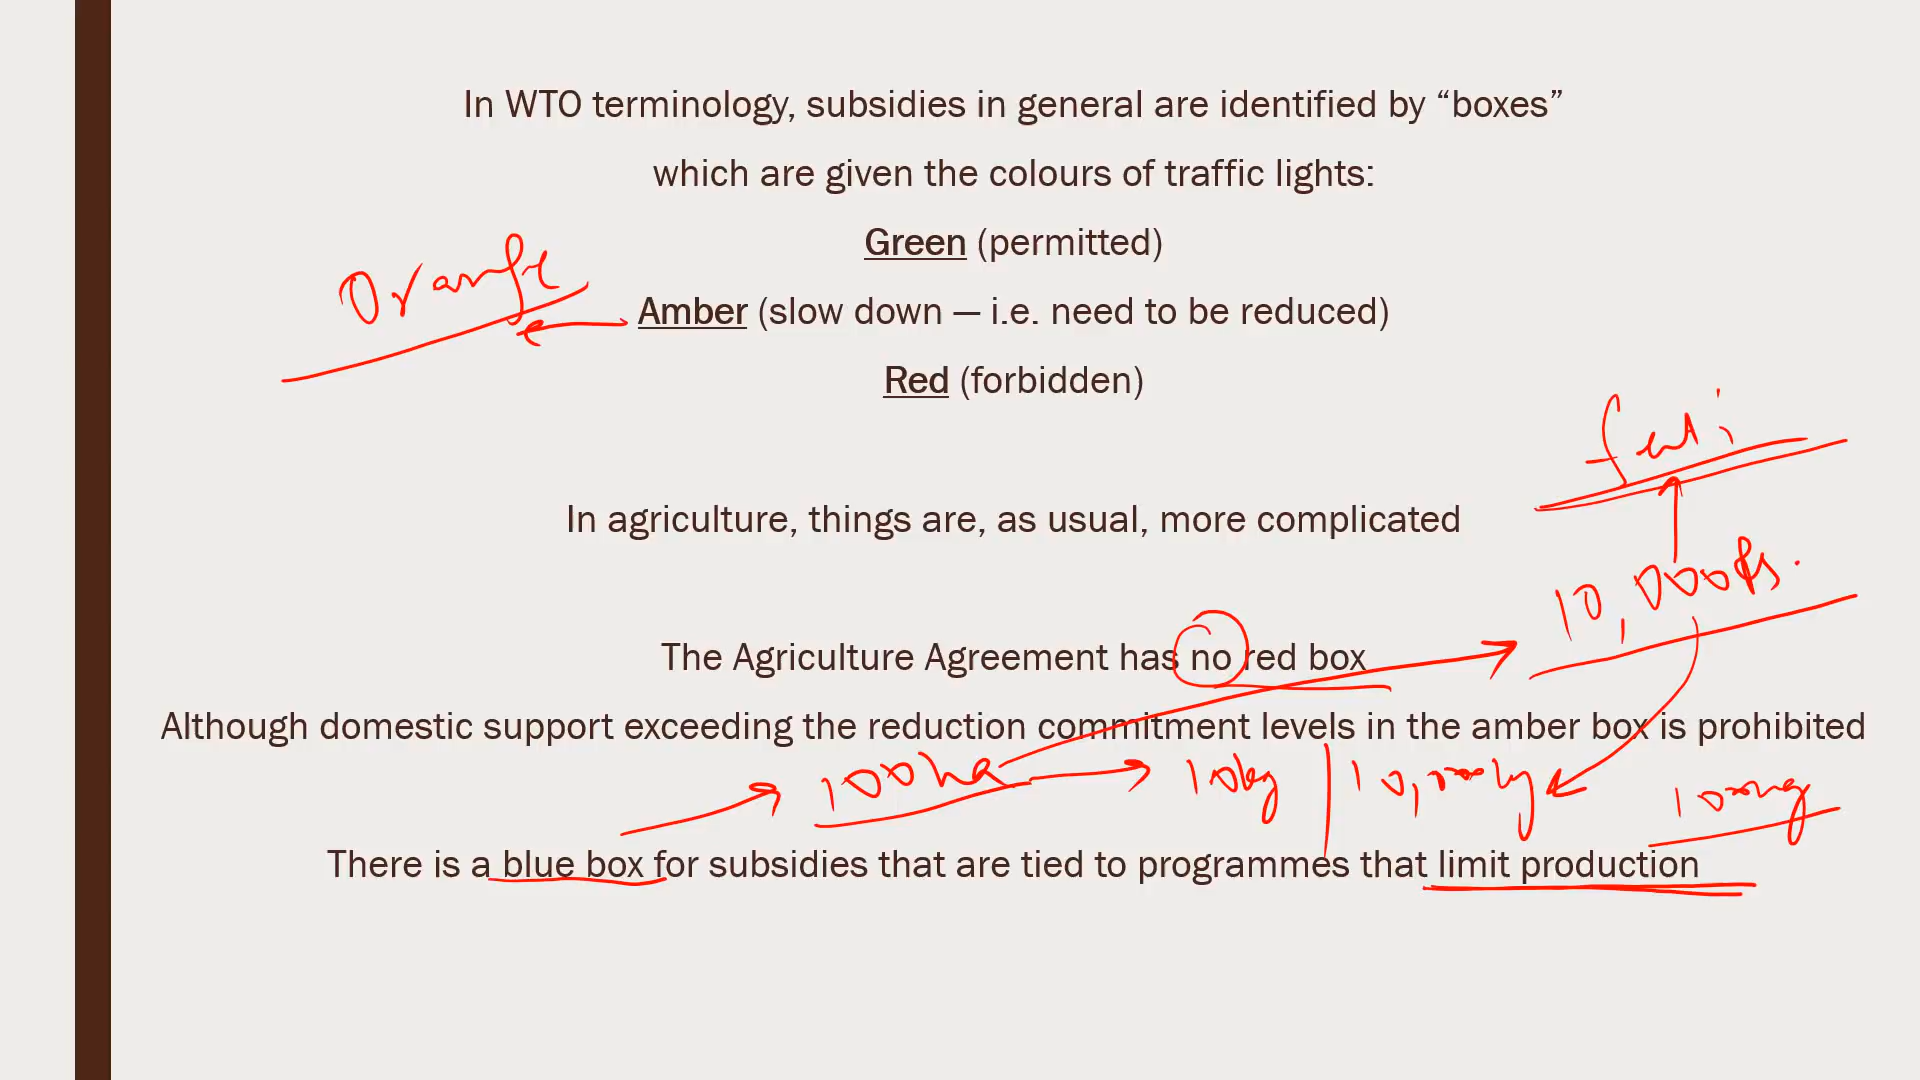 In WTO terminology, subsidies in general are identified by “boxes”
which are given the colours of traffic lights:
Green (permitted)
Orange
Amber (slow down — i.e. need to be reduced)
Red (forbidden)
In agriculture, things are, as usual, more complicated
10,000Rs.
The Agriculture Agreement has no red box
Although domestic support exceeding the reduction commitment levels in the amber box is prohibited
100ha 10kg 10,000kg
There is a blue box for subsidies that are tied to programmes that limit production